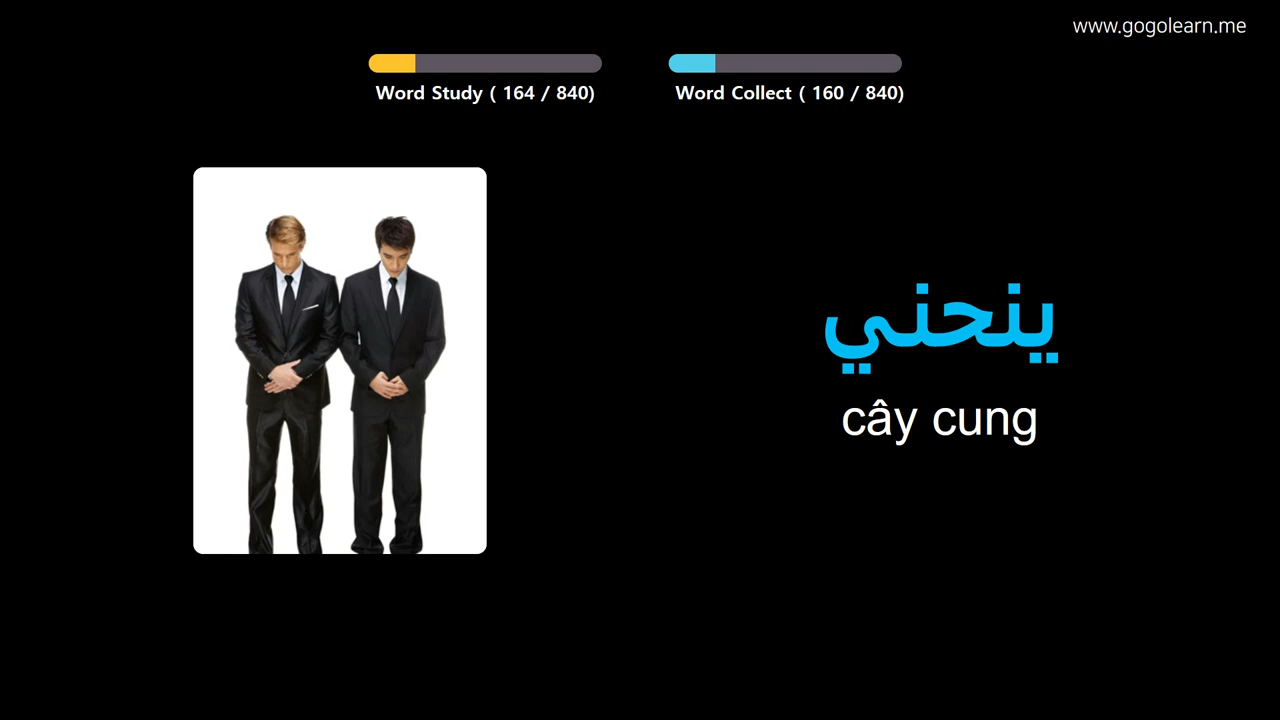 www.gogolearn.me
Word Study ( 164 / 840)
Word Collect ( 160 / 840)
ينحني
cây cung